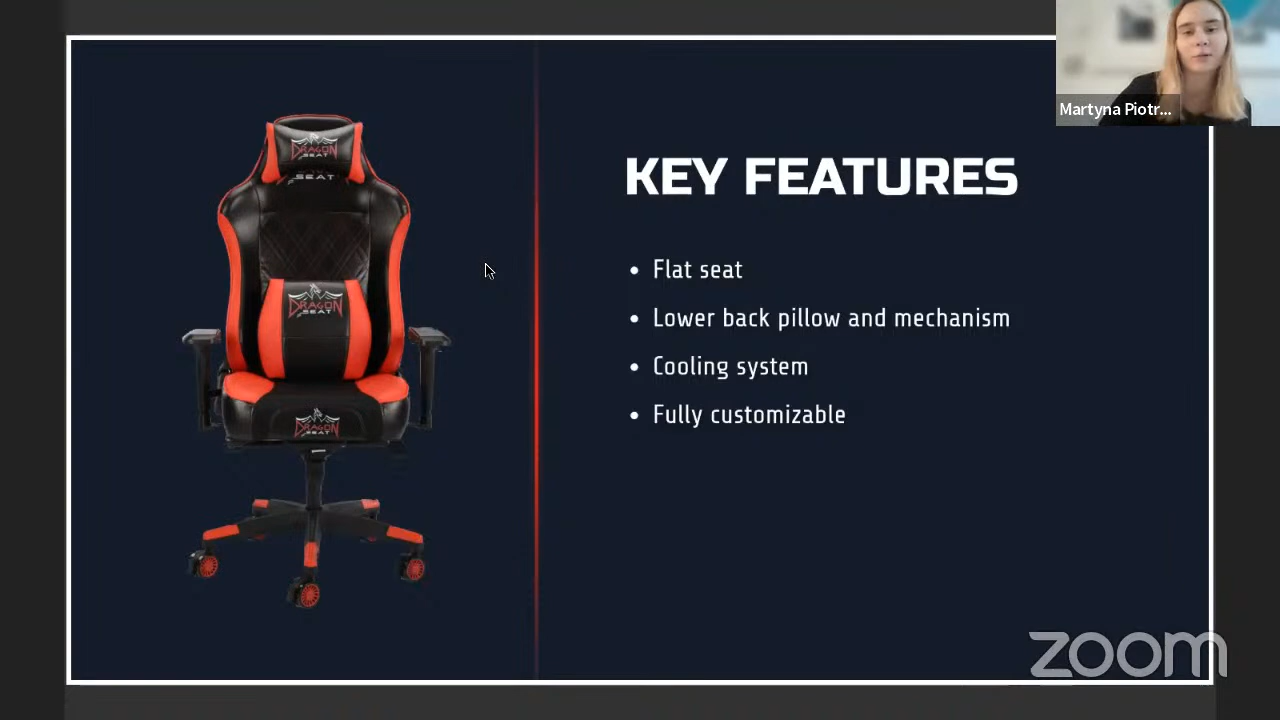 Martyna Piotr...
DRAGON
SEAT
SEAT
KEY FEATURES
• Flat seat
• Lower back pillow and mechanism
• Cooling system
• Fully customizable
DRAGON
SEAT
DRAGON
SEAT
zoom